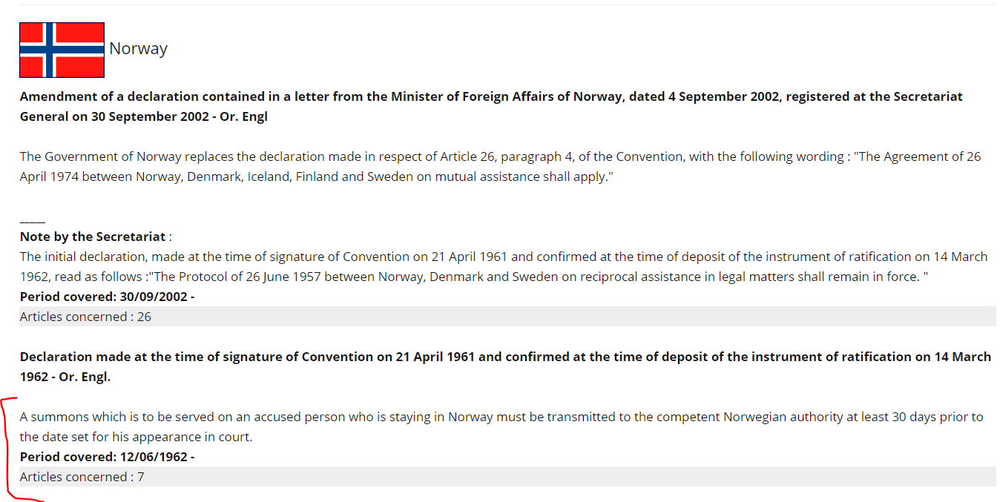 Norway
Amendment of a declaration contained in a letter from the Minister of Foreign Affairs of Norway, dated 4 September 2002, registered at the Secretariat
General on 30 September 2002 - Or. Engl
The Government of Norway replaces the declaration made in respect of Article 26, paragraph 4, of the Convention, with the following wording : "The Agreement of 26
April 1974 between Norway, Denmark, Iceland, Finland and Sweden on mutual assistance shall apply."
_____
Note by the Secretariat :
The initial declaration, made at the time of signature of Convention on 21 April 1961 and confirmed at the time of deposit of the instrument of ratification on 14 March
1962, read as follows :"The Protocol of 26 June 1957 between Norway, Denmark and Sweden on reciprocal assistance in legal matters shall remain in force. "
Period covered: 30/09/2002 -
Articles concerned : 26
Declaration made at the time of signature of Convention on 21 April 1961 and confirmed at the time of deposit of the instrument of ratification on 14 March
1962 - Or. Engl.
A summons which is to be served on an accused person who is staying in Norway must be transmitted to the competent Norwegian authority at least 30 days prior to
the date set for his appearance in court.
Period covered: 12/06/1962 -
Articles concerned : 7